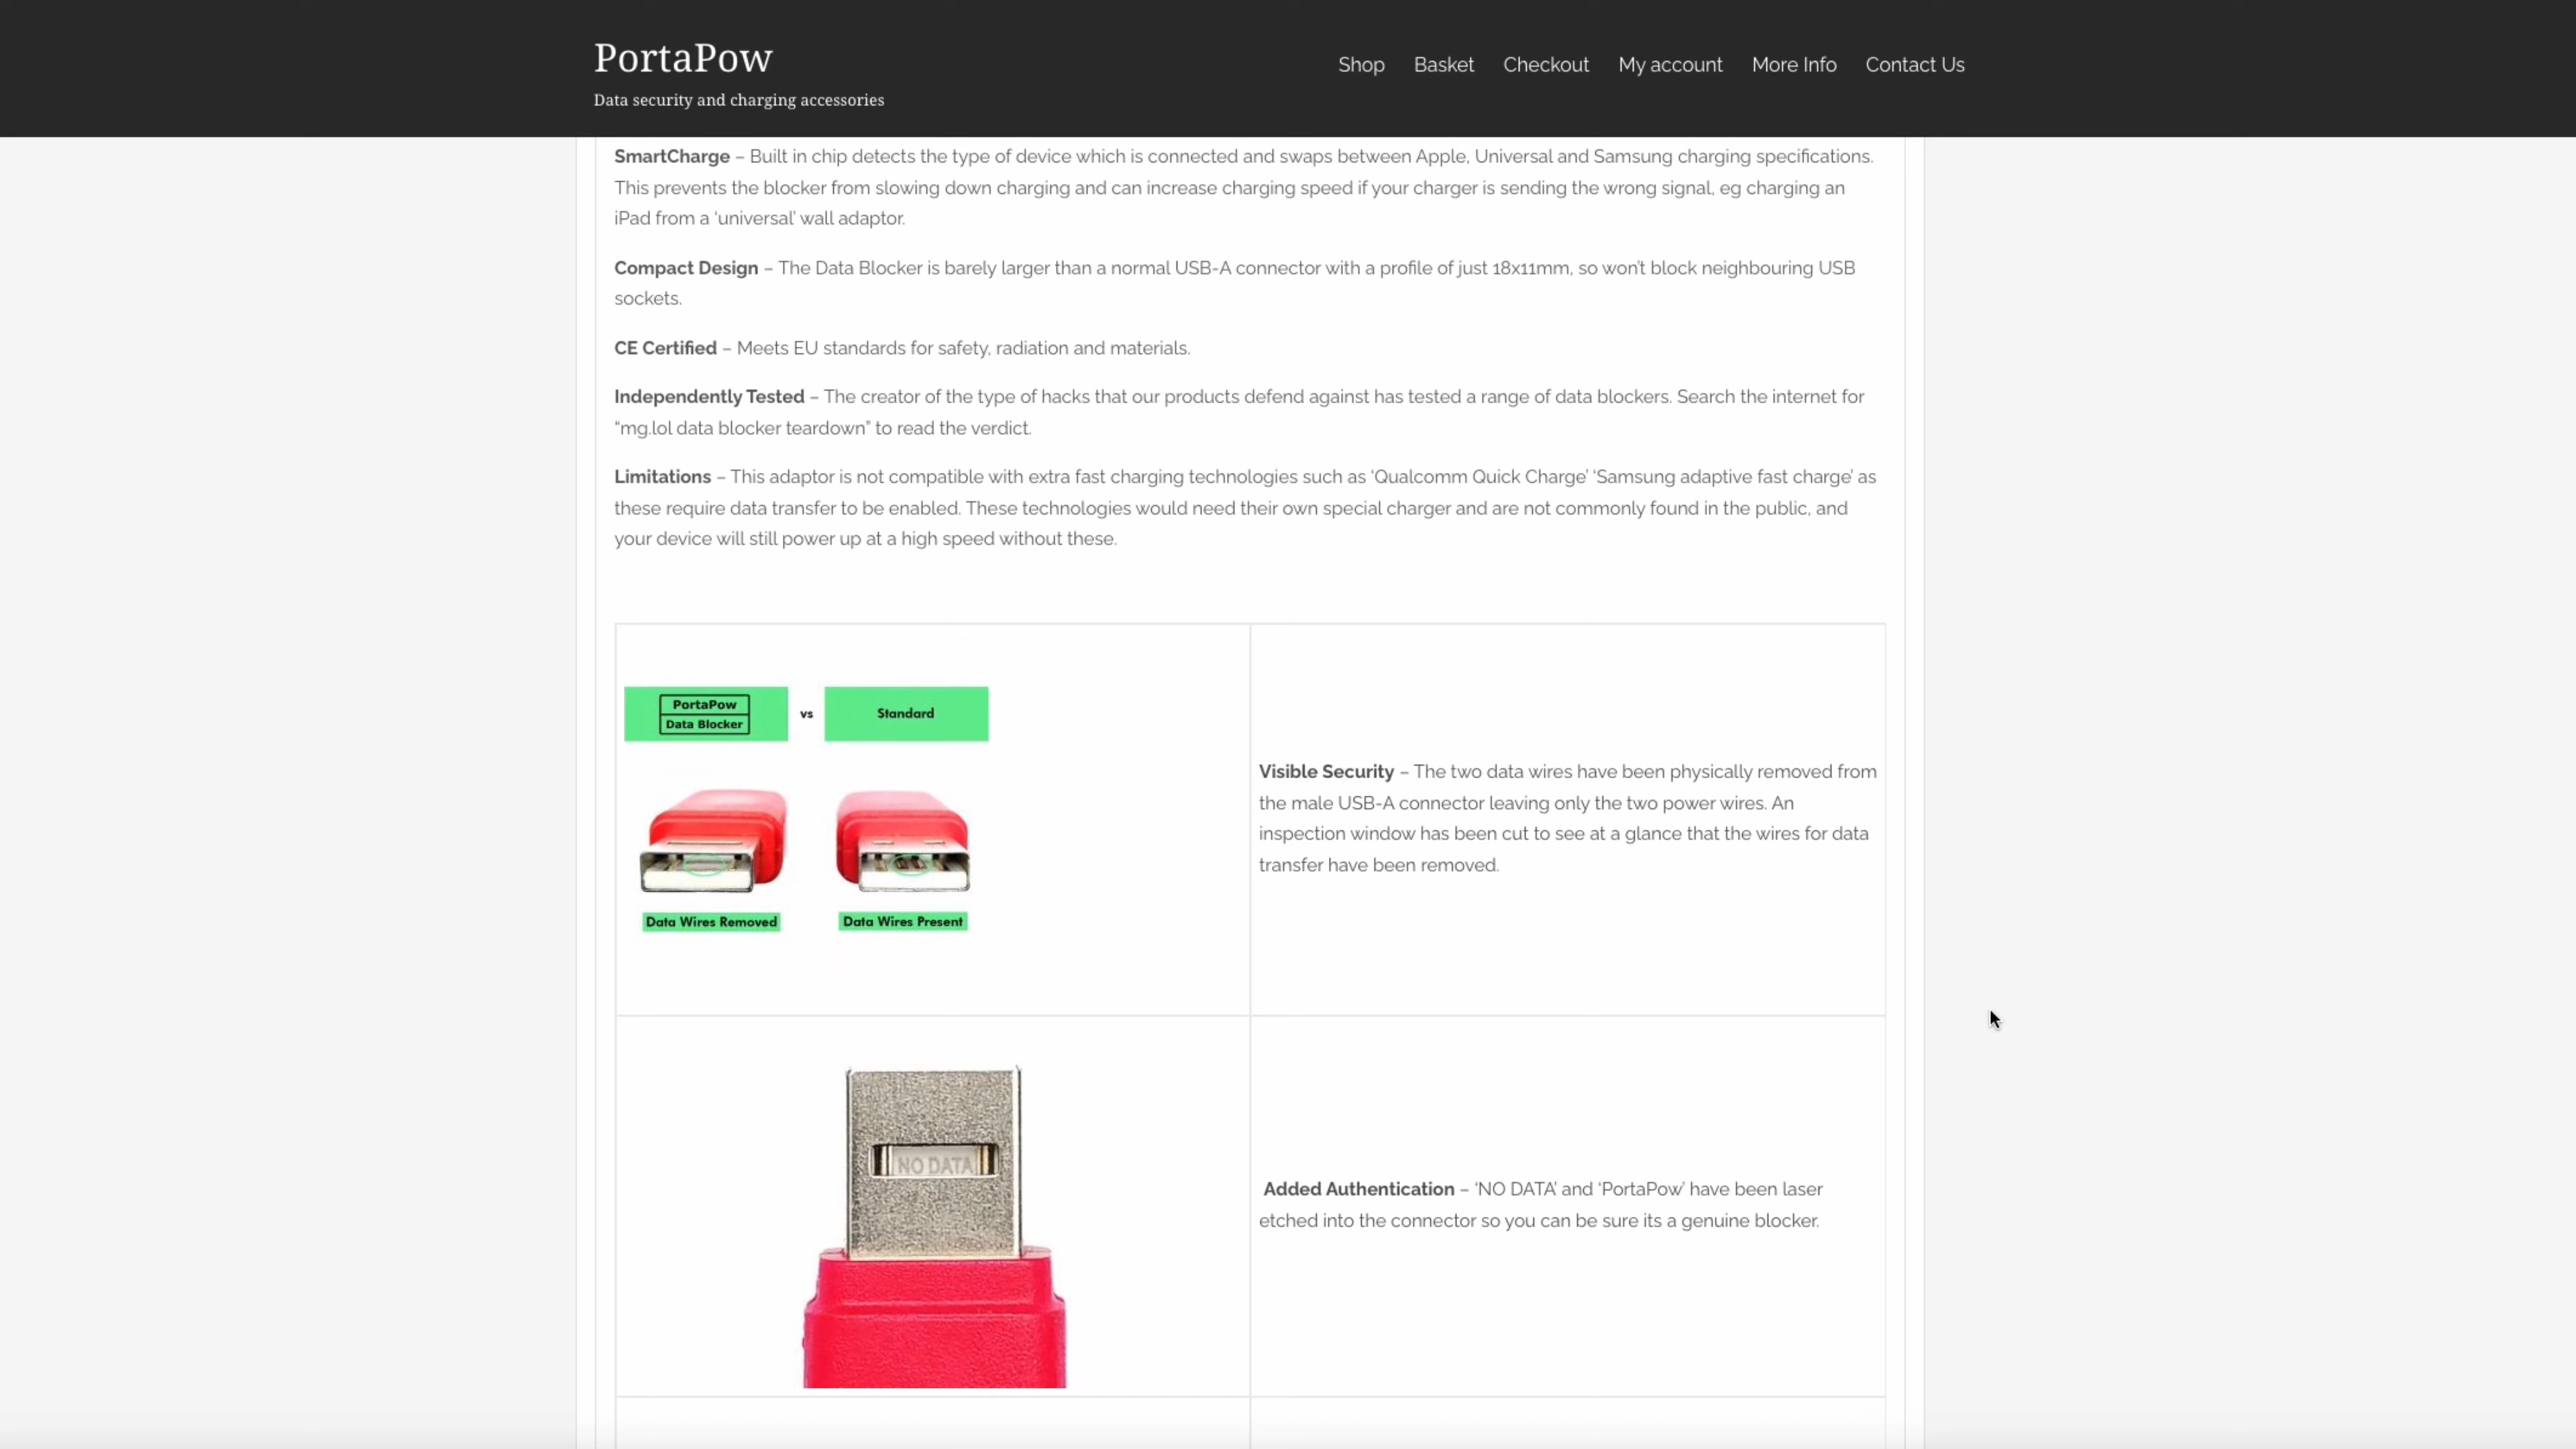 PortaPow
Data security and charging accessories
Shop Basket Checkout My account More Info Contact Us
SmartCharge – Built in chip detects the type of device which is connected and swaps between Apple, Universal and Samsung charging specifications.
This prevents the blocker from slowing down charging and can increase charging speed if your charger is sending the wrong signal, eg charging an
iPad from a ‘universal’ wall adaptor.
Compact Design – The Data Blocker is barely larger than a normal USB-A connector with a profile of just 18x11mm, so won’t block neighbouring USB
sockets.
CE Certified – Meets EU standards for safety, radiation and materials.
Independently Tested – The creator of the type of hacks that our products defend against has tested a range of data blockers. Search the internet for
“mg.lol data blocker teardown” to read the verdict.
Limitations – This adaptor is not compatible with extra fast charging technologies such as ‘Qualcomm Quick Charge’ ‘Samsung adaptive fast charge’ as
these require data transfer to be enabled. These technologies would need their own special charger and are not commonly found in the public, and
your device will still power up at a high speed without these.
PortaPow
Data Blocker
vs
Standard
Data Wires Removed
Data Wires Present
Visible Security – The two data wires have been physically removed from
the male USB-A connector leaving only the two power wires. An
inspection window has been cut to see at a glance that the wires for data
transfer have been removed.
NO DATA
Added Authentication – ‘NO DATA’ and ‘PortaPow’ have been laser
etched into the connector so you can be sure its a genuine blocker.